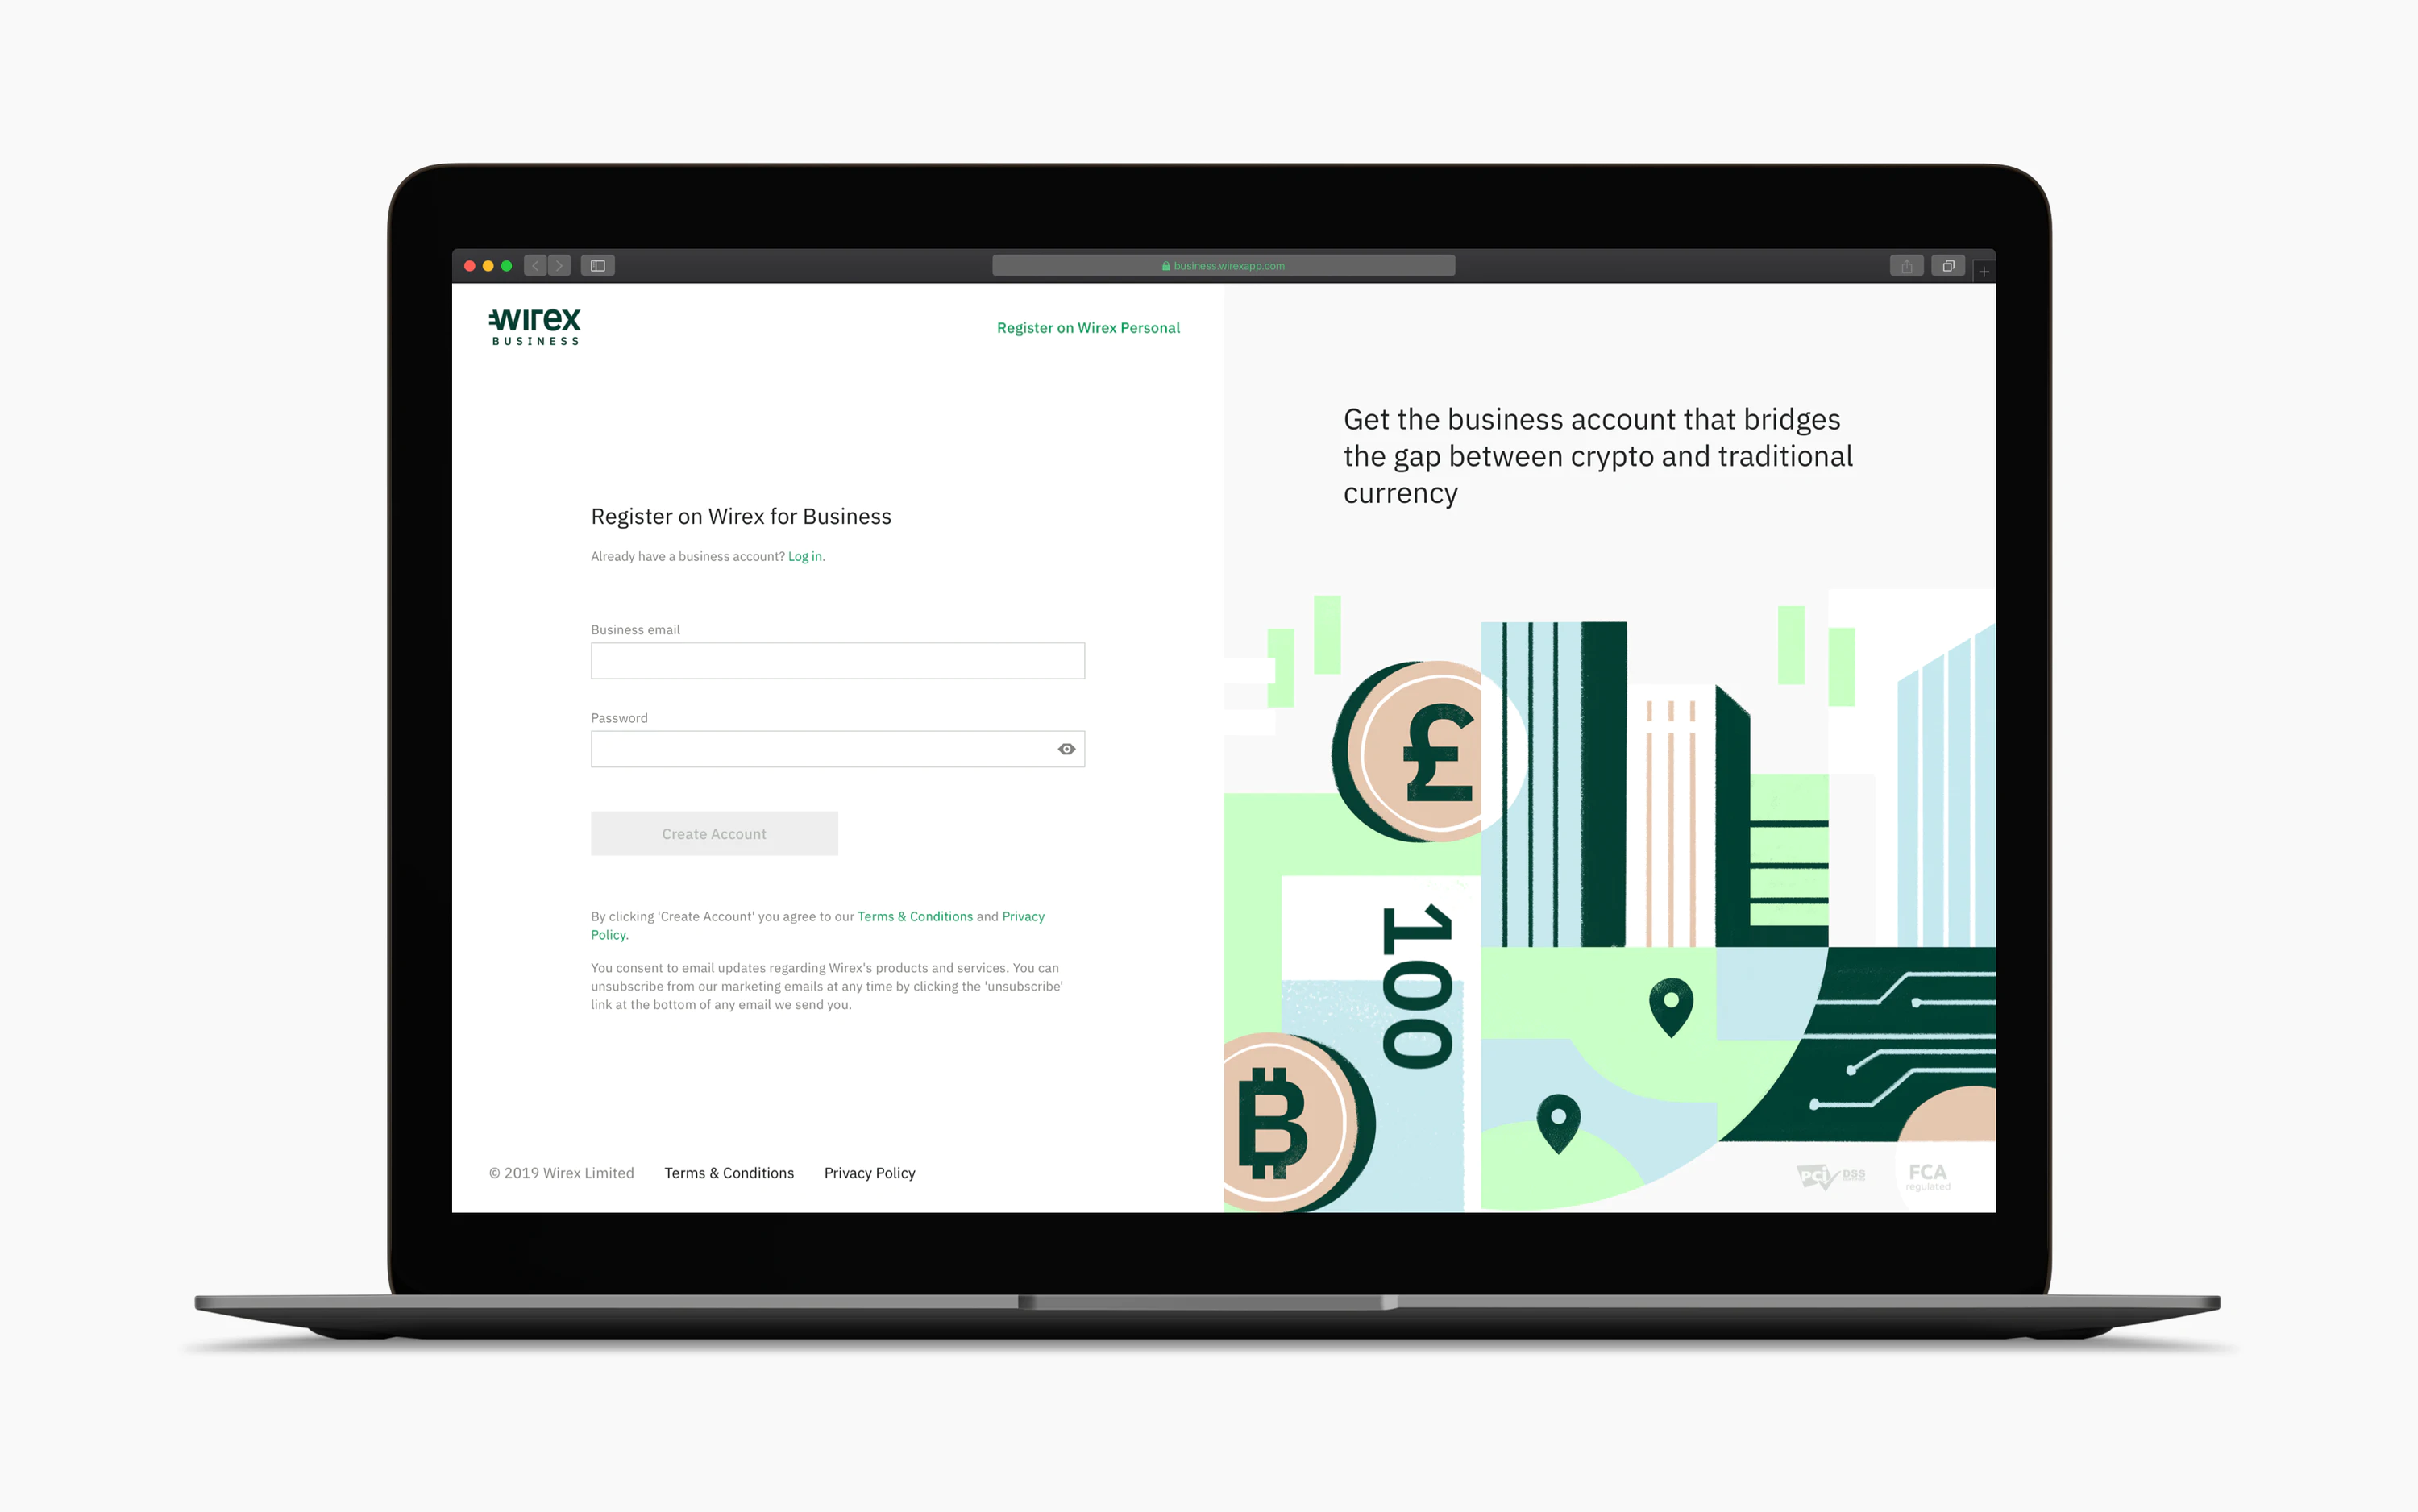 business.wirexapp.com
wirex
BUSINESS
Register on Wirex Personal
Register on Wirex for Business
Already have a business account? Log in.
Business email
Password
Create Account
By clicking 'Create Account' you agree to our Terms & Conditions and Privacy
Policy.
You consent to email updates regarding Wirex's products and services. You can
unsubscribe from our marketing emails at any time by clicking the 'unsubscribe'
link at the bottom of any email we send you.
© 2019 Wirex Limited Terms & Conditions Privacy Policy
Get the business account that bridges
the gap between crypto and traditional
currency
£
100
₿
PCI DSS
FCA
regulated